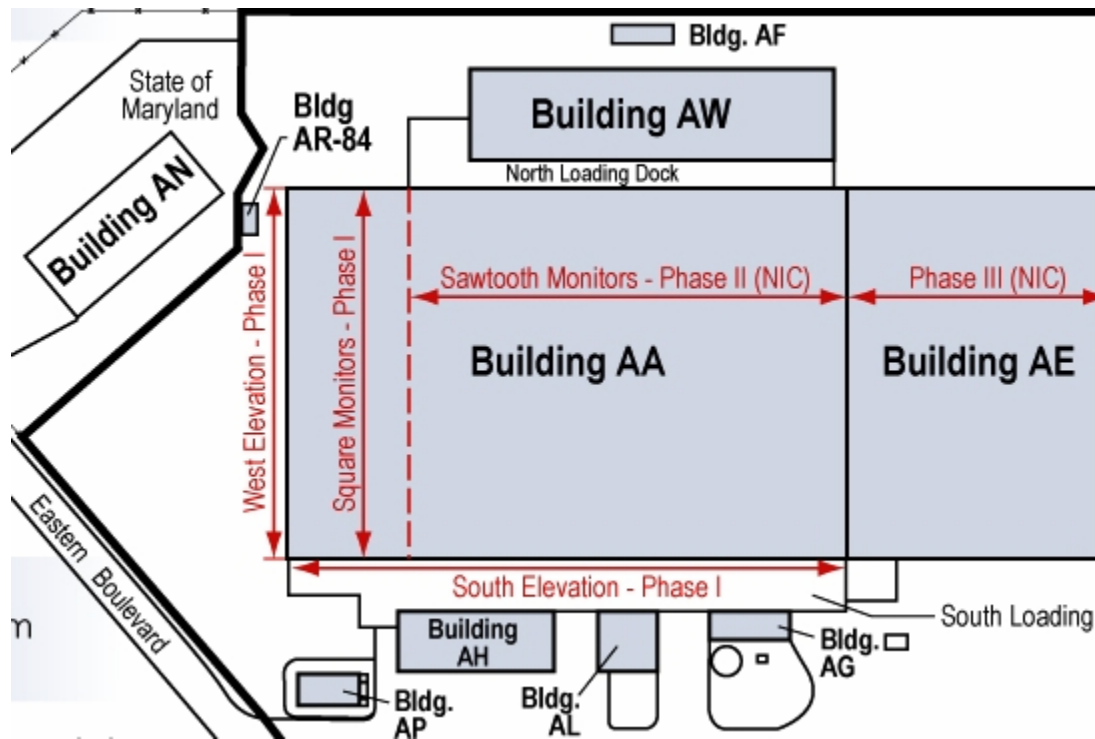 Bldg. AF
State of
Maryland
Bldg
AR-84
Building AW
Building AN
North Loading Dock
West Elevation - Phase I
Square Monitors - Phase I
Sawtooth Monitors - Phase II (NIC)
Phase III (NIC)
Building AA
Building AE
Eastern Boulevard
South Elevation - Phase I
South Loading
m
Building
AH
Bldg.
AG
Bldg.
AP
Bldg.
AL